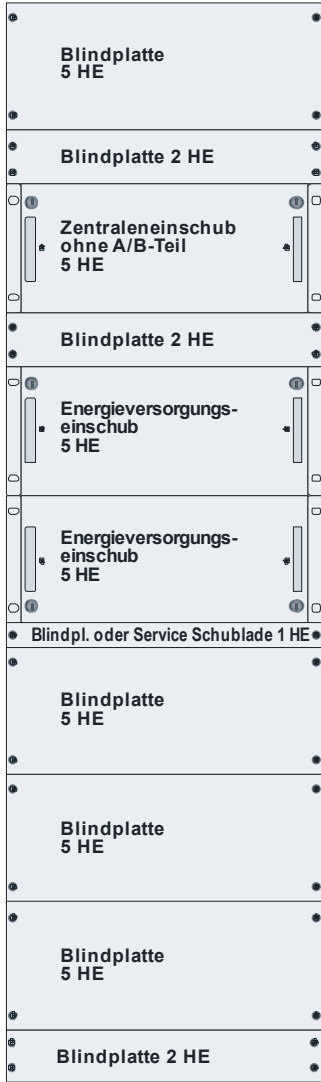 Blindplatte
5 HE
Blindplatte 2 HE
Zentraleneinschub
ohne A/B-Teil
5 HE
Blindplatte 2 HE
Energieversorgungs-
einschub
5 HE
Energieversorgungs-
einschub
5 HE
Blindpl. oder Service Schublade 1 HE
Blindplatte
5 HE
Blindplatte
5 HE
Blindplatte
5 HE
Blindplatte 2 HE